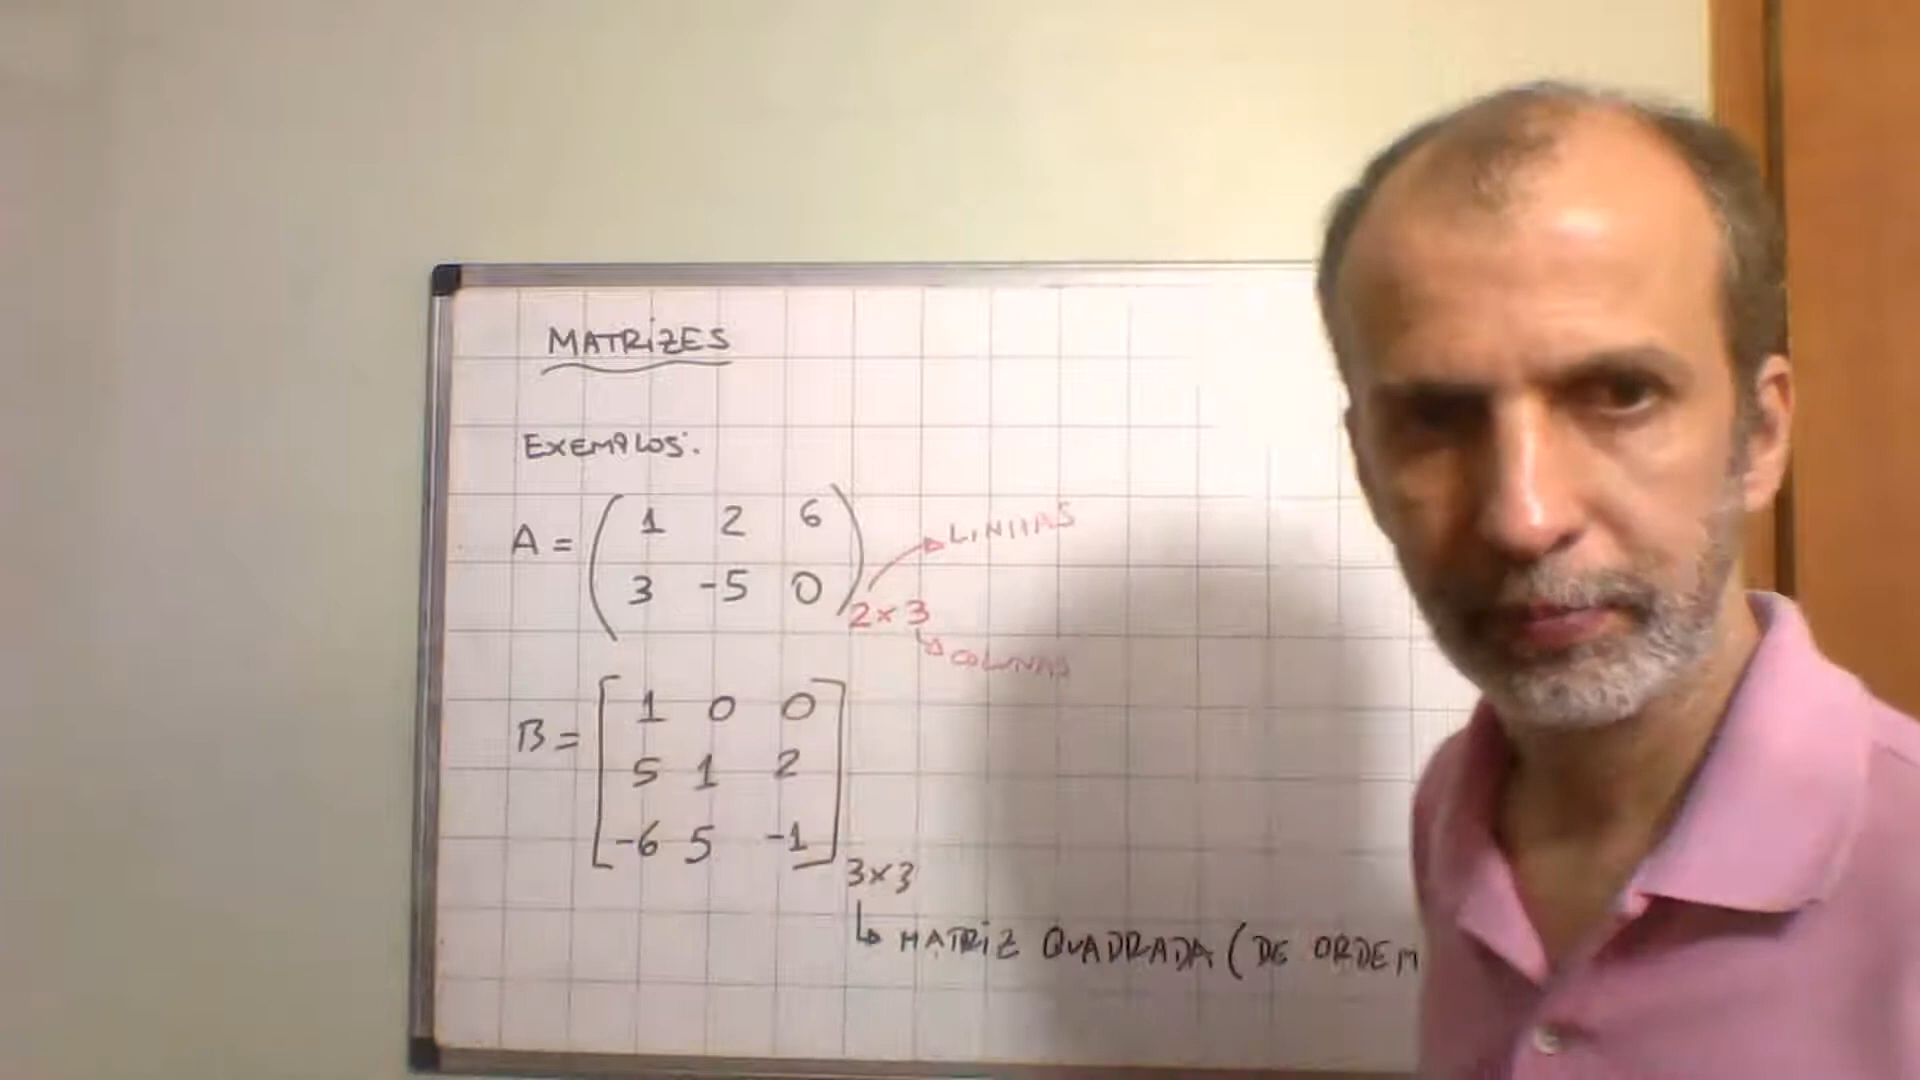 MATRIZES
EXEMPLOS:
A = ( 1 2 6
3 -5 0 ) 2 x 3
LINHAS
COLUNAS
B = [ 1 0 0
5 1 2
-6 5 -1 ] 3 x 3
MATRIZ QUADRADA (DE ORDEM